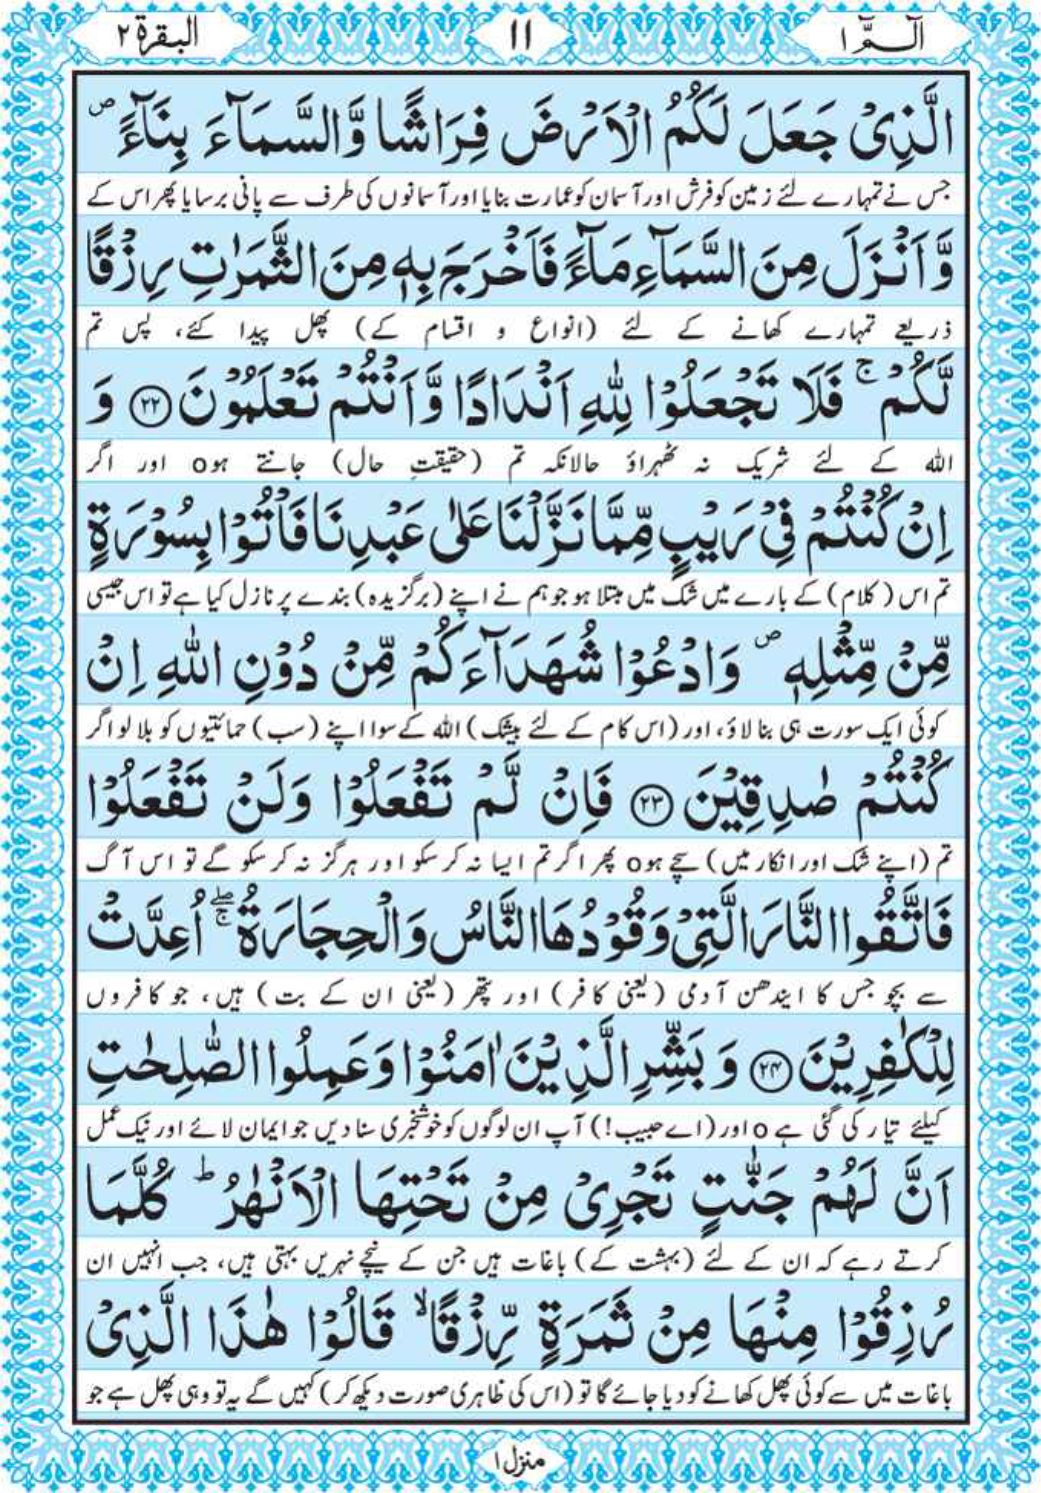 الٓـمّٓ ۱
۱۱
البقرة ۲
الَّذِىۡ جَعَلَ لَـكُمُ الۡاَرۡضَ فِرَاشًا وَّالسَّمَآءَ بِنَآءً ۖ
جس نے تمہارے لئے زمین کو فرش اور آسمان کو عمارت بنایا اور آسمانوں کی طرف سے پانی برسایا پھر اس کے
وَّاَنۡزَلَ مِنَ السَّمَآءِ مَآءً فَاَخۡرَجَ بِهٖ مِنَ الثَّمَرٰتِ رِزۡقًا
ذریعے تمہارے کھانے کے لئے (انواع و اقسام کے) پھل پیدا کئے، پس تم
لَّكُمۡ ۚ فَلَا تَجۡعَلُوۡا لِلّٰهِ اَنۡدَادًا وَّاَنۡتُمۡ تَعۡلَمُوۡنَ ﴿۲۲﴾ وَ
اللہ کے لئے شریک نہ ٹھہراؤ حالانکہ تم (حقیقتِ حال) جانتے ہو o اور اگر
اِنۡ كُنۡتُمۡ فِىۡ رَيۡبٍ مِّمَّا نَزَّلۡنَا عَلٰى عَبۡدِنَا فَاۡتُوۡا بِسُوۡرَةٍ
تم اس (کلام) کے بارے میں شک میں مبتلا ہو جو ہم نے اپنے (برگزیدہ) بندے پر نازل کیا ہے تو اس جیسی
مِّنۡ مِّثۡلِهٖ ۖ وَادۡعُوۡا شُهَدَآءَكُمۡ مِّنۡ دُوۡنِ اللّٰهِ اِنۡ
کوئی ایک سورت ہی بنا لاؤ، اور (اس کام کے لئے بیشک) اللہ کے سوا اپنے (سب) حمائتیوں کو بلا لو اگر
كُنۡتُمۡ صٰدِقِيۡنَ ﴿۲۳﴾ فَاِنۡ لَّمۡ تَفۡعَلُوۡا وَلَنۡ تَفۡعَلُوۡا
تم (اپنے شک اور انکار میں) سچے ہو o پھر اگر تم ایسا نہ کر سکو اور ہرگز نہ کر سکو گے تو اس آگ
فَاتَّقُوا النَّارَ الَّتِىۡ وَقُوۡدُهَا النَّاسُ وَالۡحِجَارَةُ ۖۚ اُعِدَّتۡ
سے بچو جس کا ایندھن آدمی (یعنی کافر) اور پتھر (یعنی ان کے بت) ہیں، جو کافروں
لِلۡكٰفِرِيۡنَ ﴿۲۴﴾ وَبَشِّرِ الَّذِيۡنَ اٰمَنُوۡا وَعَمِلُوا الصّٰلِحٰتِ
کیلئے تیار کی گئی ہے o اور (اے حبیب!) آپ ان لوگوں کو خوشخبری سنا دیں جو ایمان لائے اور نیک عمل
اَنَّ لَهُمۡ جَنّٰتٍ تَجۡرِىۡ مِنۡ تَحۡتِهَا الۡاَنۡهٰرُ ؕ كُلَّمَا
کرتے رہے کہ ان کے لئے (بہشت کے) باغات ہیں جن کے نیچے نہریں بہتی ہیں، جب انہیں ان
رُزِقُوۡا مِنۡهَا مِنۡ ثَمَرَةٍ رِّزۡقًا ۙ قَالُوۡا هٰذَا الَّذِىۡ
باغات میں سے کوئی پھل کھانے کو دیا جائے گا تو (اس کی ظاہری صورت دیکھ کر) کہیں گے یہ تو وہی پھل ہے جو
منزل ۱